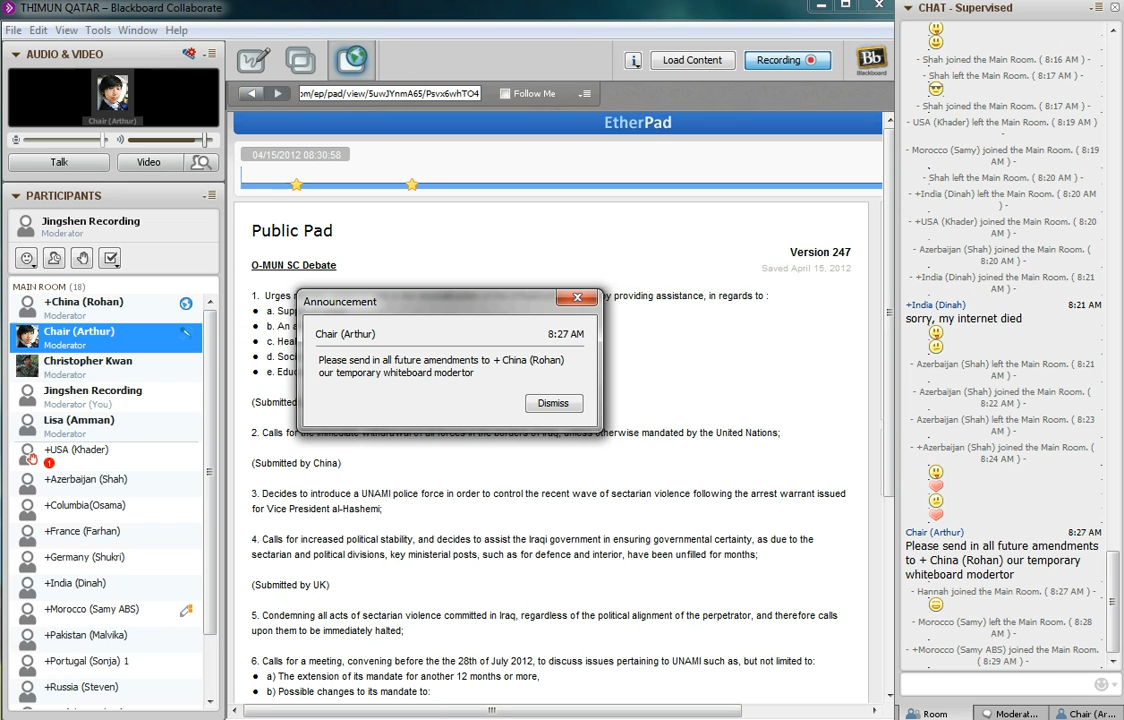 THIMUN QATAR – Blackboard Collaborate
File Edit View Tools Window Help
AUDIO & VIDEO
Chair (Arthur)
Talk
Video
PARTICIPANTS
Jingshen Recording
Moderator
MAIN ROOM (18)
+China (Rohan)
Moderator
Chair (Arthur)
Moderator
Christopher Kwan
Moderator
Jingshen Recording
Moderator (You)
Lisa (Amman)
Moderator
+USA (Khader)
1
+Azerbaijan (Shah)
+Columbia(Osama)
+France (Farhan)
+Germany (Shukri)
+India (Dinah)
+Morocco (Samy ABS)
+Pakistan (Malvika)
+Portugal (Sonja) 1
+Russia (Steven)
i
Load Content
Recording
Bb
Blackboard
om/ep/pad/view/5uwJYnmA65/Psvx6whTO4
Follow Me
EtherPad
04/15/2012 08:30:58
Public Pad
Version 247
O-MUN SC Debate
Saved April 15, 2012
1. Urges
y providing assistance, in regards to :
a. Sup
b. An a
c. Heal
d. Soci
e. Educ
(Submitted
Announcement
Chair (Arthur)
8:27 AM
Please send in all future amendments to + China (Rohan)
our temporary whiteboard modertor
Dismiss
2. Calls for the immediate withdrawal of all forces in the borders of Iraq, unless otherwise mandated by the United Nations;
(Submitted by China)
3. Decides to introduce a UNAMI police force in order to control the recent wave of sectarian violence following the arrest warrant issued
for Vice President al-Hashemi;
4. Calls for increased political stability, and decides to assist the Iraqi government in ensuring governmental certainty, as due to the
sectarian and political divisions, key ministerial posts, such as for defence and interior, have been unfilled for months;
(Submitted by UK)
5. Condemning all acts of sectarian violence committed in Iraq, regardless of the political alignment of the perpetrator, and therefore calls
upon them to be immediately halted;
6. Calls for a meeting, convening before the the 28th of July 2012, to discuss issues pertaining to UNAMI such as, but not limited to:
a) The extension of its mandate for another 12 months or more,
b) Possible changes to its mandate to:
CHAT - Supervised
- Shah joined the Main Room. ( 8:16 AM ) -
- Shah left the Main Room. ( 8:17 AM ) -
- Shah joined the Main Room. ( 8:17 AM ) -
- USA (Khader) left the Main Room. ( 8:19 AM ) -
- Morocco (Samy) joined the Main Room. ( 8:19
AM ) -
- Shah left the Main Room. ( 8:20 AM ) -
- +India (Dinah) left the Main Room. ( 8:20 AM
) -
- +USA (Khader) joined the Main Room. ( 8:20
AM ) -
- Azerbaijan (Shah) joined the Main Room. ( 8:20
AM ) -
- +India (Dinah) joined the Main Room. ( 8:21
AM ) -
+India (Dinah)
8:21 AM
sorry, my internet died
- Azerbaijan (Shah) left the Main Room. ( 8:21
AM ) -
- Azerbaijan (Shah) joined the Main Room. ( 8:22
AM ) -
- Azerbaijan (Shah) left the Main Room. ( 8:23
AM ) -
- +Azerbaijan (Shah) joined the Main Room. (
8:24 AM ) -
Chair (Arthur)
8:27 AM
Please send in all future amendments
to + China (Rohan) our temporary
whiteboard modertor
- Hannah joined the Main Room. ( 8:27 AM ) -
- Morocco (Samy) left the Main Room. ( 8:28
AM ) -
- +Morocco (Samy ABS) joined the Main Room.
( 8:29 AM ) -
Room
Moderat...
Chair (Ar...